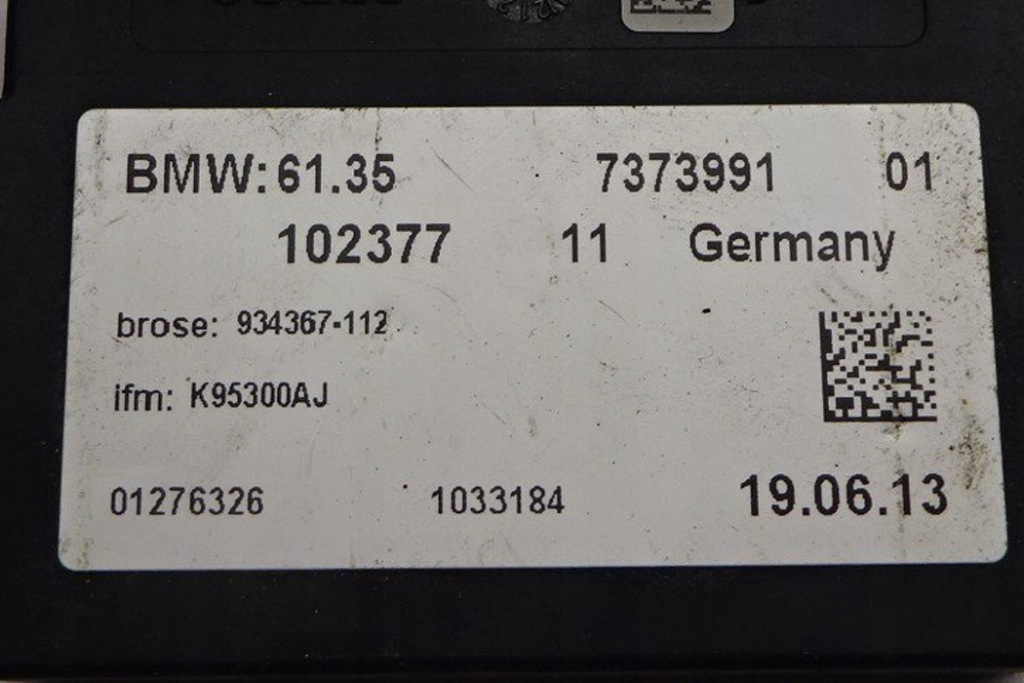 BMW: 61.35 7373991 01
102377 11 Germany
brose: 934367-112
ifm: K95300AJ
01276326 1033184 19.06.13